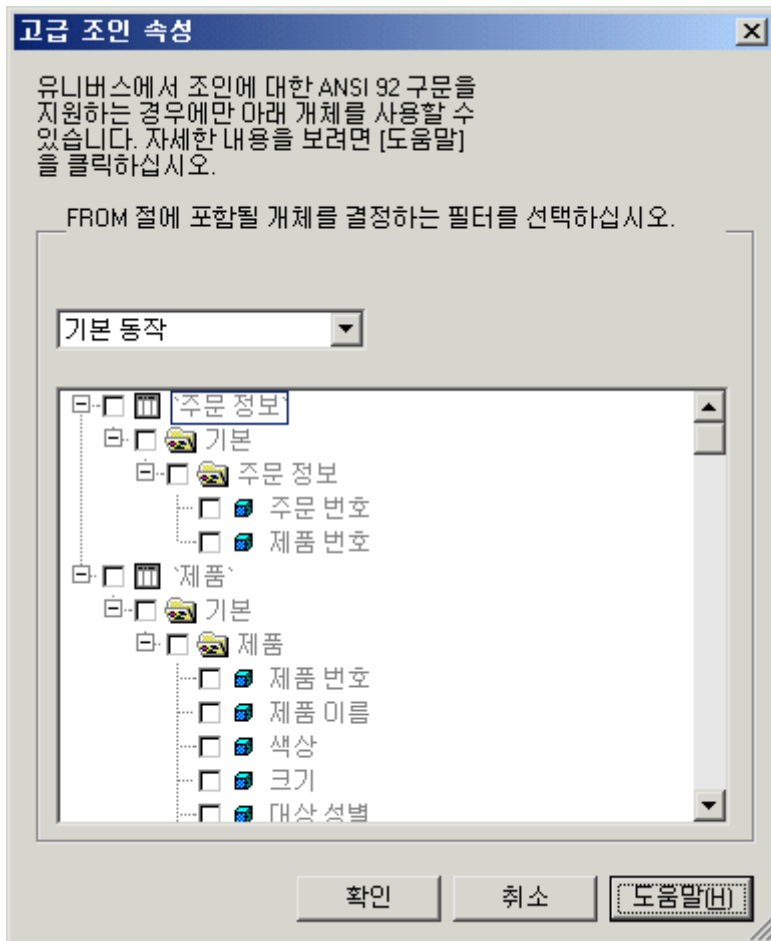 고급 조인 속성
유니버스에서 조인에 대한 ANSI 92 구문을
지원하는 경우에만 아래 개체를 사용할 수
있습니다. 자세한 내용을 보려면 [도움말]
을 클릭하십시오.
FROM 절에 포함될 개체를 결정하는 필터를 선택하십시오.
기본 동작
`주문 정보`
기본
주문 정보
주문 번호
제품 번호
`제품`
기본
제품
제품 번호
제품 이름
색상
크기
대상 성별
확인 취소 도움말(H)